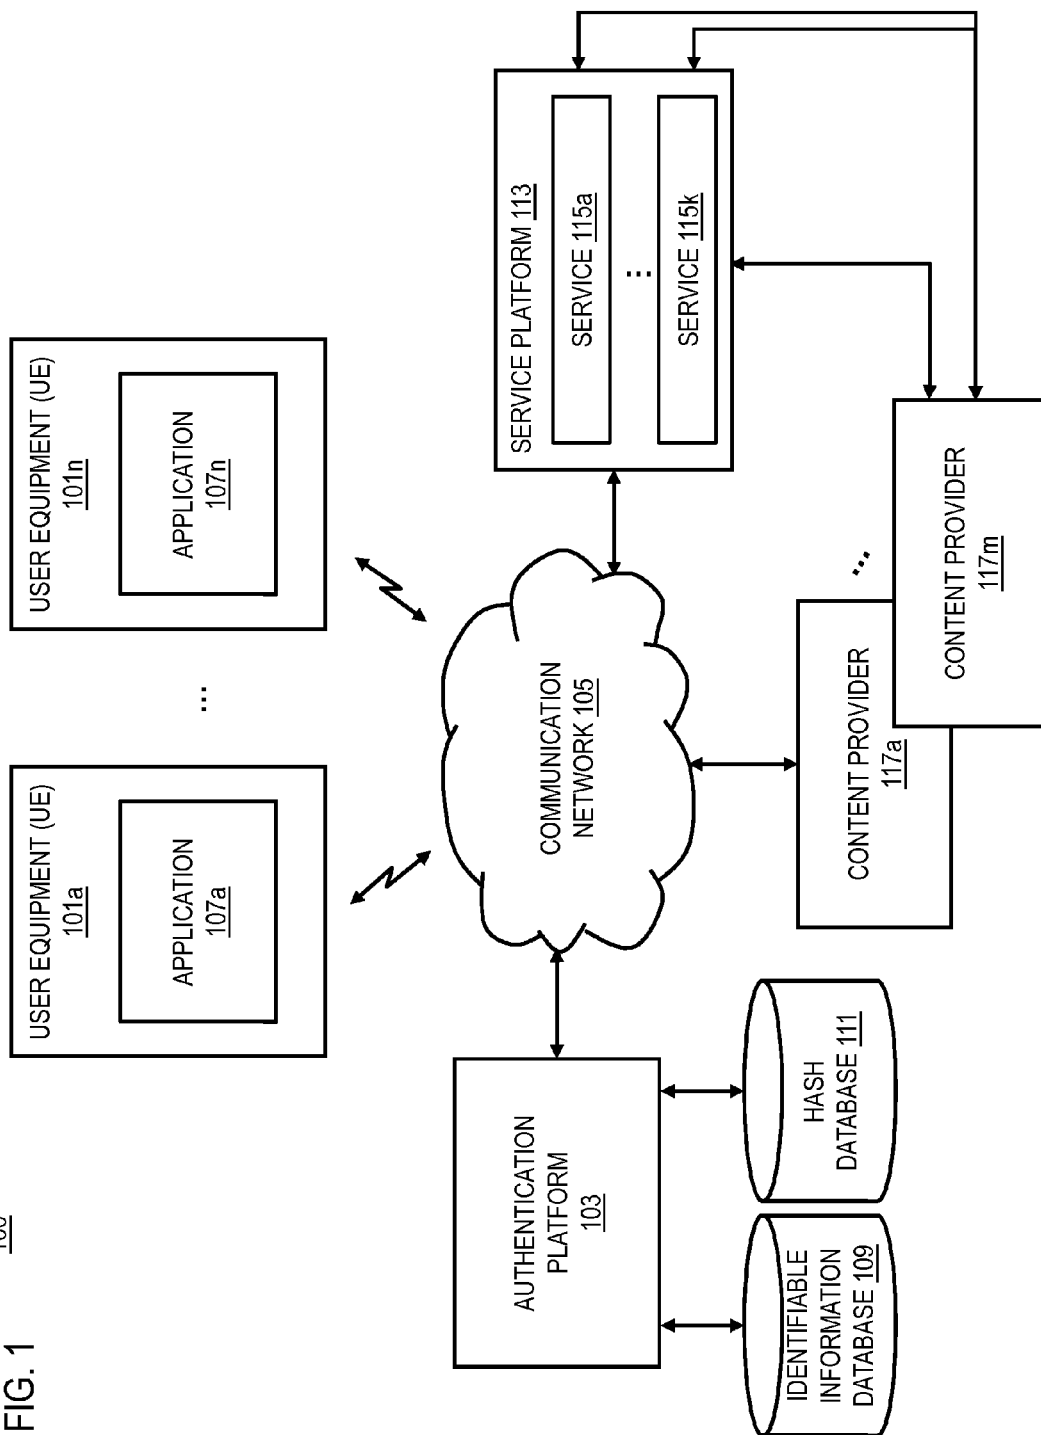 FIG. 1
USER EQUIPMENT (UE)
101a
APPLICATION
107a
...
USER EQUIPMENT (UE)
101n
APPLICATION
107n
AUTHENTICATION
PLATFORM
103
COMMUNICATION
NETWORK 105
SERVICE PLATFORM 113
SERVICE 115a
...
SERVICE 115k
IDENTIFIABLE
INFORMATION
DATABASE 109
HASH
DATABASE 111
CONTENT PROVIDER
117a
...
CONTENT PROVIDER
117m